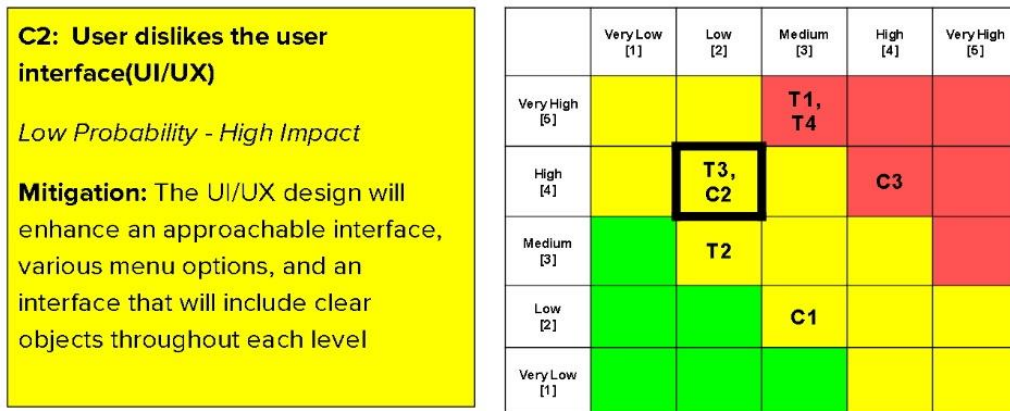 C2:  User dislikes the user
interface(UI/UX)
Low Probability - High Impact
Mitigation: The UI/UX design will
enhance an approachable interface,
various menu options, and an
interface that will include clear
objects throughout each level
Very Low
[1]
Low
[2]
Medium
[3]
High
[4]
Very High
[5]
Very High
[5]
T1,
T4
High
[4]
T3,
C2
C3
Medium
[3]
T2
Low
[2]
C1
Very Low
[1]